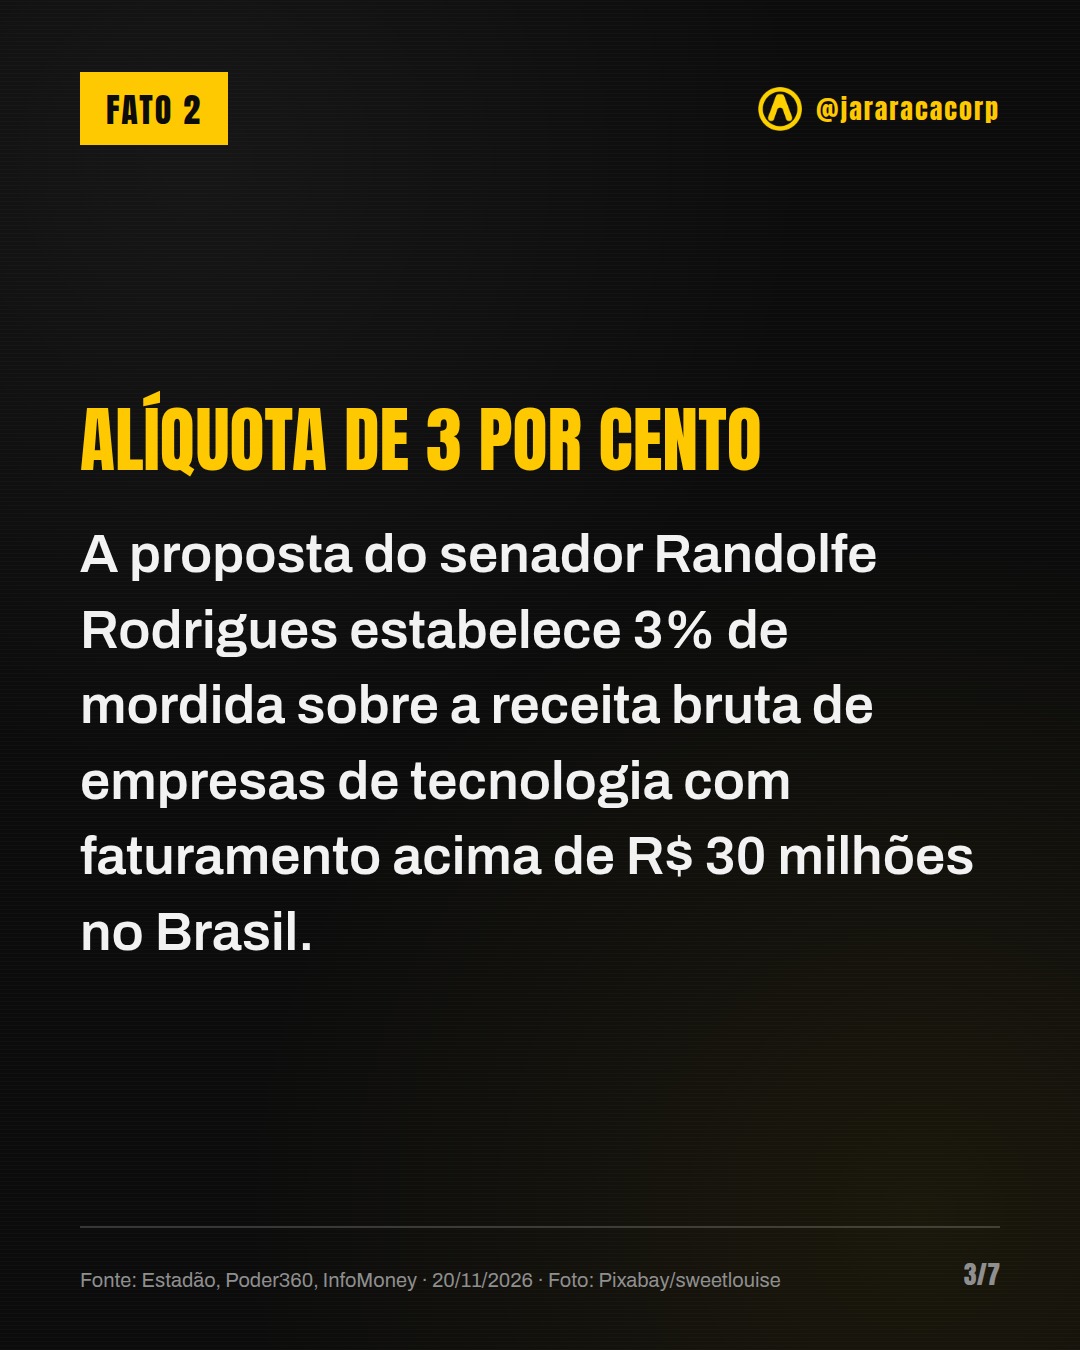 FATO 2
@jararacacorp
ALÍQUOTA DE 3 POR CENTO
A proposta do senador Randolfe
Rodrigues estabelece 3% de
mordida sobre a receita bruta de
empresas de tecnologia com
faturamento acima de R$ 30 milhões
no Brasil.
Fonte: Estadão, Poder360, InfoMoney · 20/11/2026 · Foto: Pixabay/sweetlouise
3/7